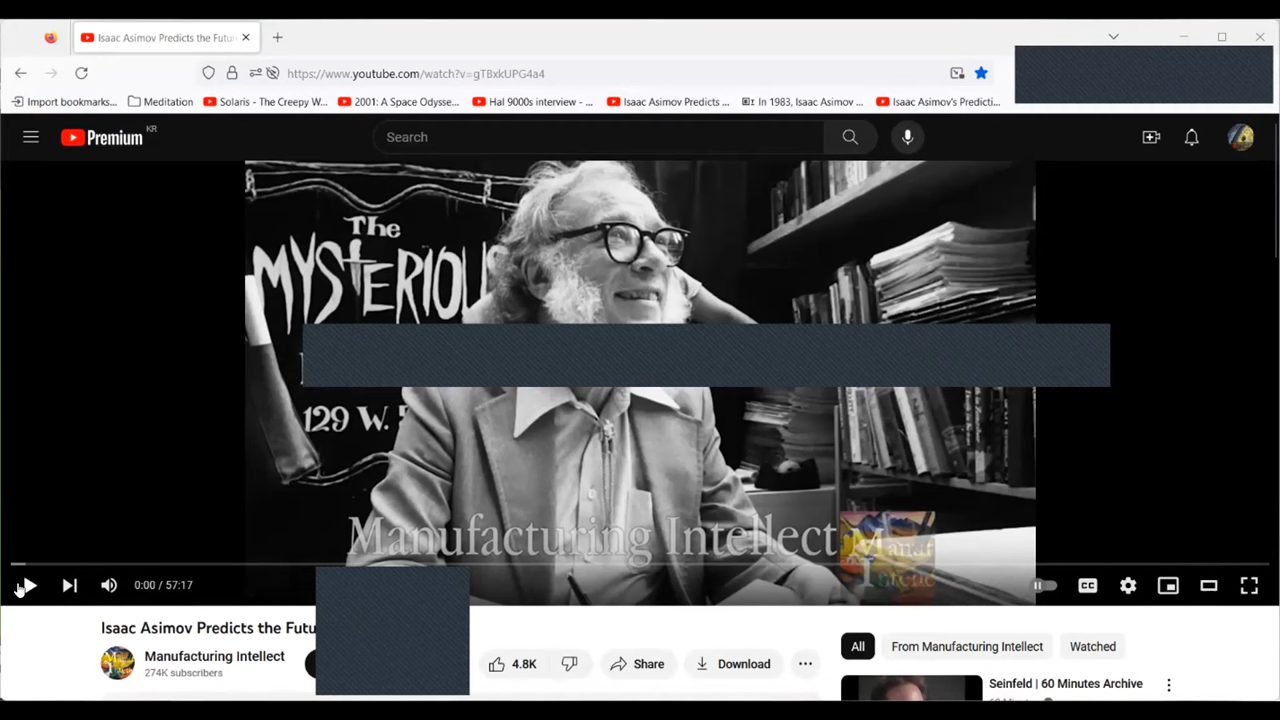 Isaac Asimov Predicts the Futur
https://www.youtube.com/watch?v=gTBxkUPG4a4
Import bookmarks...
Meditation
Solaris - The Creepy W...
2001: A Space Odysse...
Hal 9000s interview - ...
Isaac Asimov Predicts ...
In 1983, Isaac Asimov ...
Isaac Asimov's Predicti...
Premium KR
Search
The
MYSTERIOUS
129 W.
Manufacturing Intellect
0:00 / 57:17
CC
Isaac Asimov Predicts the Futu
Manufacturing Intellect
274K subscribers
4.8K
Share
Download
All
From Manufacturing Intellect
Watched
Seinfeld | 60 Minutes Archive